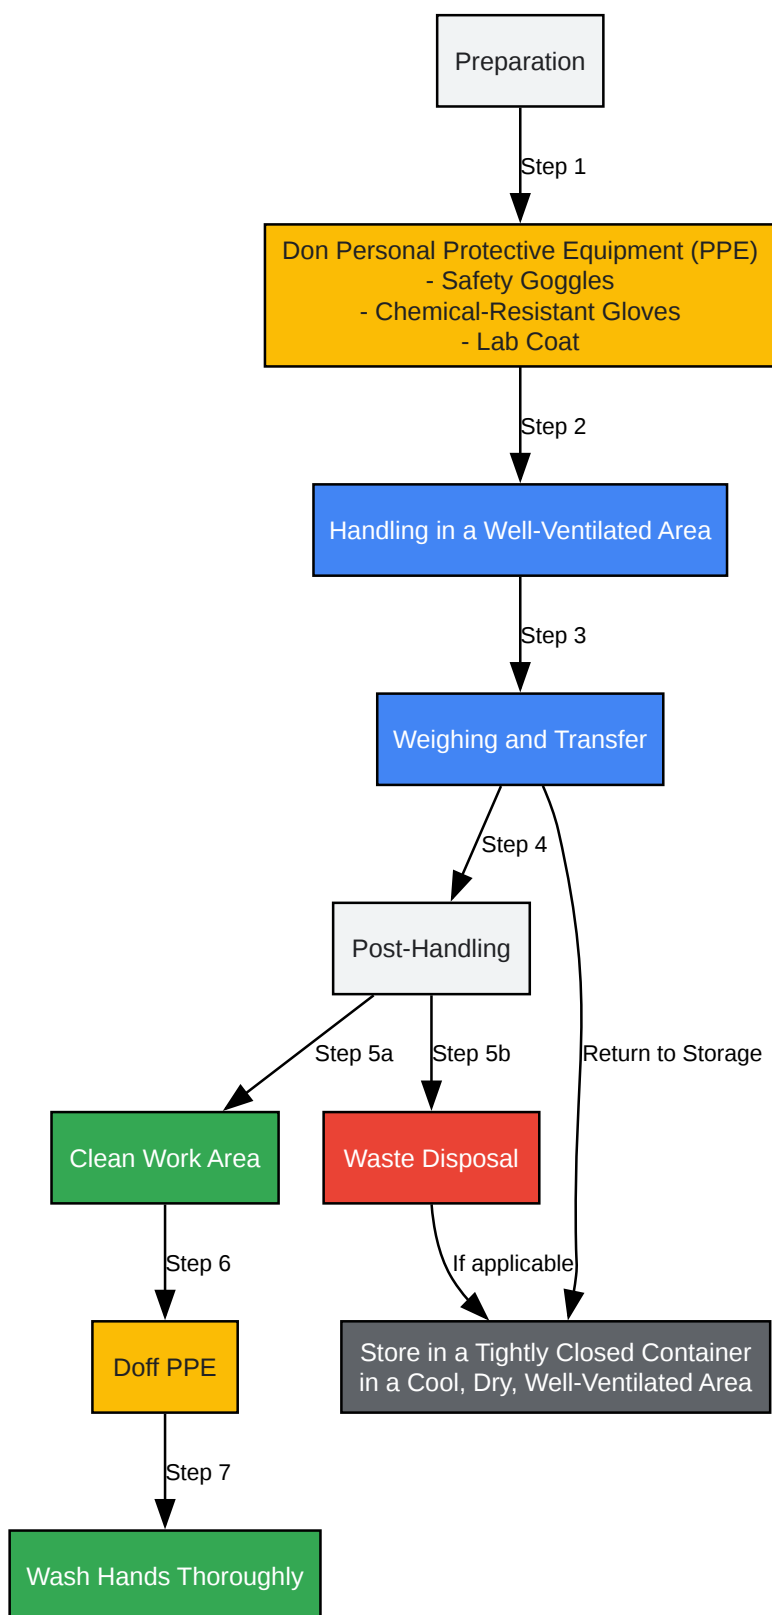 Preparation
Step 1
Don Personal Protective Equipment (PPE)
- Safety Goggles
- Chemical-Resistant Gloves
- Lab Coat
Step 2
Handling in a Well-Ventilated Area
Step 3
Weighing and Transfer
Step 4
Post-Handling
Step 5a
Step 5b
Return to Storage
Clean Work Area
Waste Disposal
Step 6
If applicable
Doff PPE
Store in a Tightly Closed Container
in a Cool, Dry, Well-Ventilated Area
Step 7
Wash Hands Thoroughly